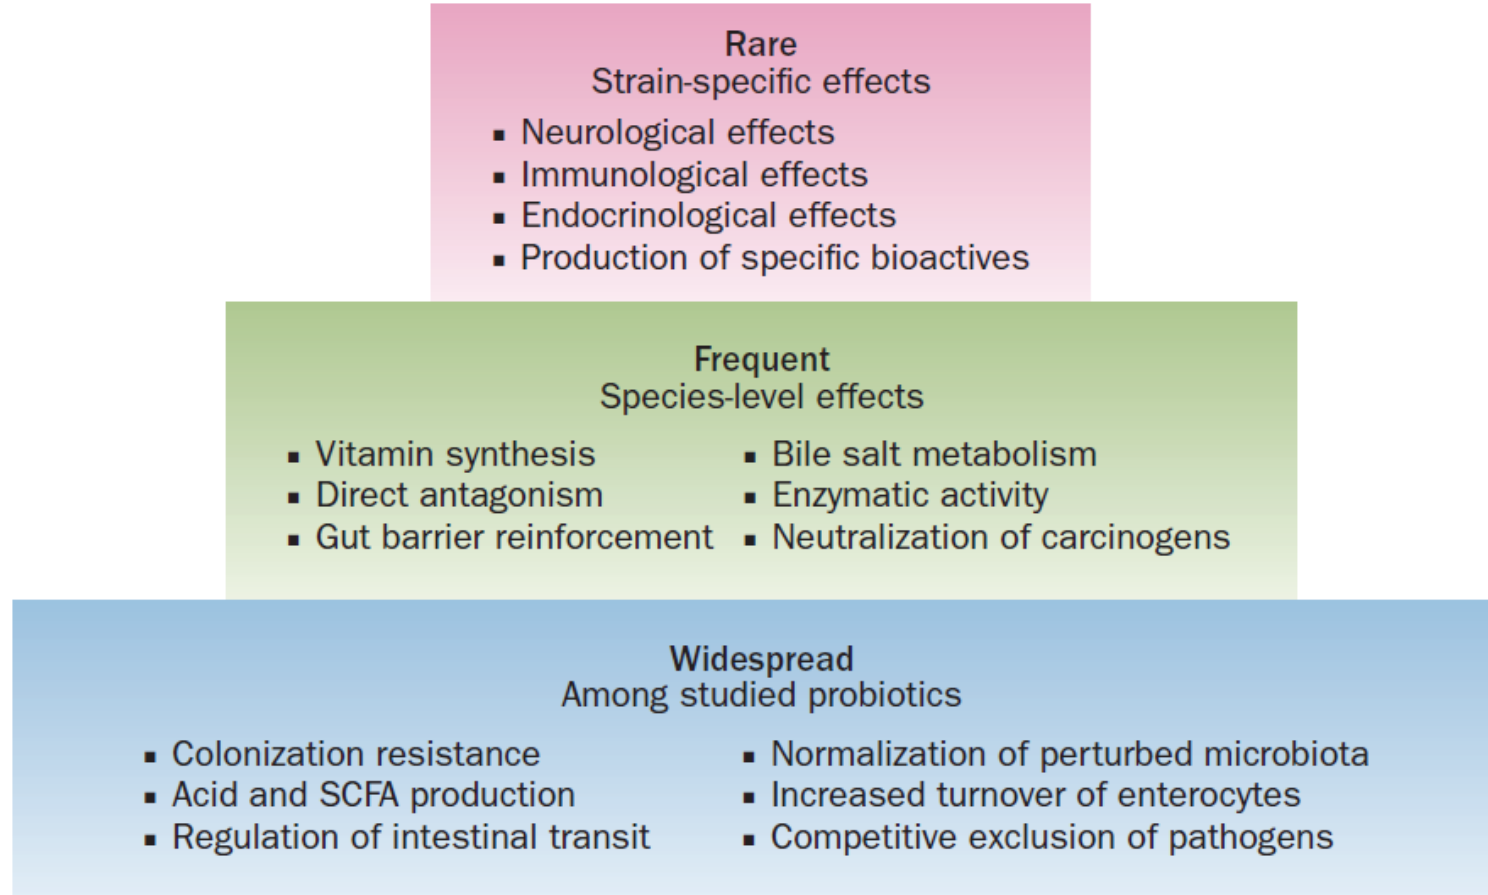 Rare
Strain-specific effects
▪ Neurological effects
▪ Immunological effects
▪ Endocrinological effects
▪ Production of specific bioactives
Frequent
Species-level effects
▪ Vitamin synthesis
▪ Direct antagonism
▪ Gut barrier reinforcement
▪ Bile salt metabolism
▪ Enzymatic activity
▪ Neutralization of carcinogens
Widespread
Among studied probiotics
▪ Colonization resistance
▪ Acid and SCFA production
▪ Regulation of intestinal transit
▪ Normalization of perturbed microbiota
▪ Increased turnover of enterocytes
▪ Competitive exclusion of pathogens